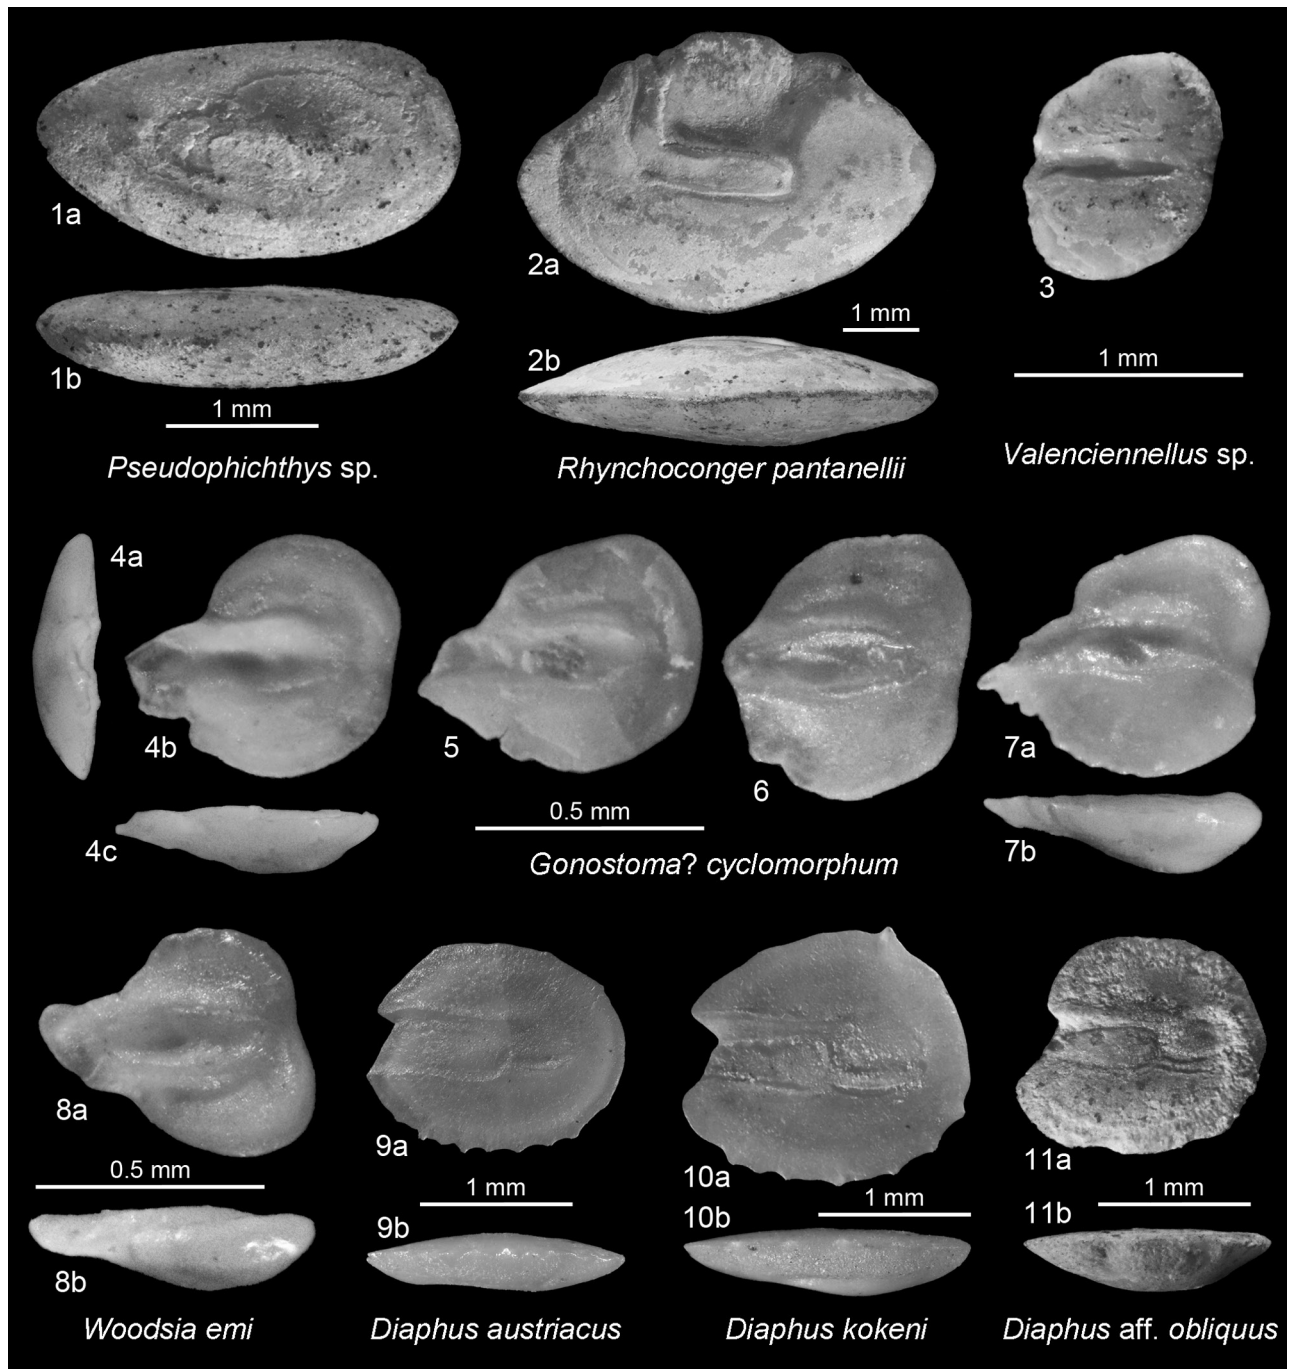 1a
2a
3
1 mm
1b
2b
1 mm
1 mm
Pseudophichthys sp.
Rhynchoconger pantanellii
Valenciennellus sp.
4a
4b
5
6
7a
0.5 mm
4c
7b
Gonostoma? cyclomorphum
8a
9a
10a
11a
0.5 mm
1 mm
1 mm
1 mm
8b
9b
10b
11b
Woodsia emi
Diaphus austriacus
Diaphus kokeni
Diaphus aff. obliquus